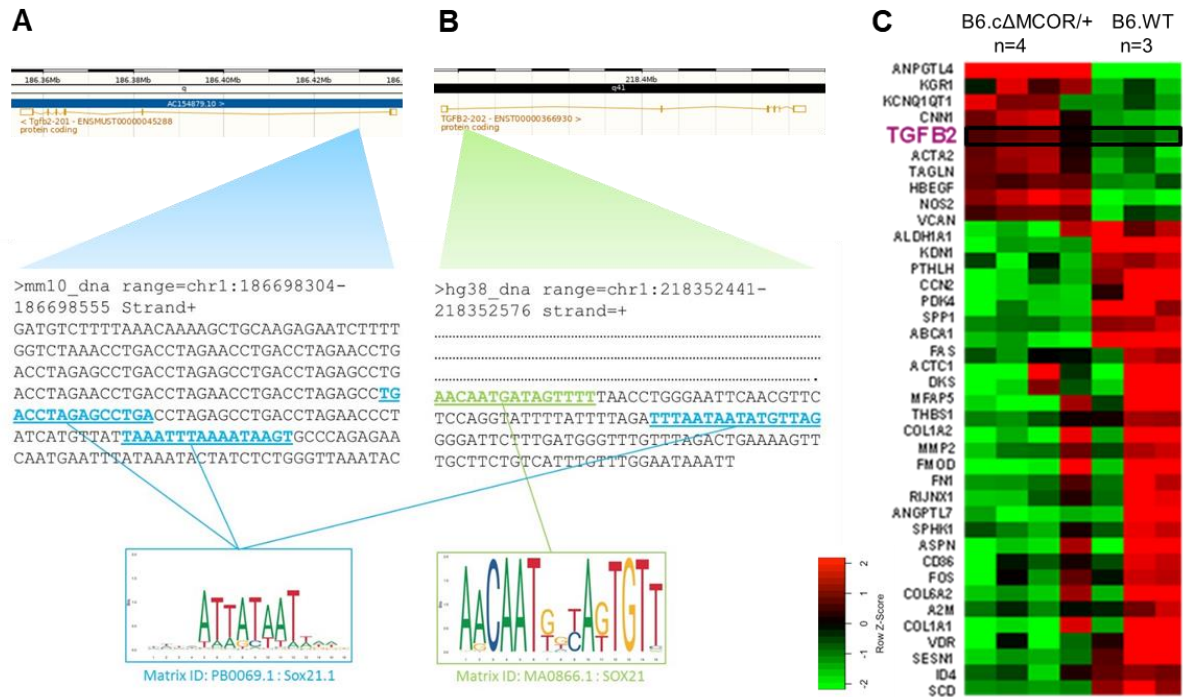 A
186.36Mb 186.38Mb 186.40Mb 186.42Mb 186.
q
AC154879.10 >
< Tgfb2-201 - ENSMUST00000045288
protein coding
>mm10_dna range=chr1:186698304-
186698555 Strand+
GATGTCTTTTAAACAAAAGCTGCAAGAGAATCTTTT
GGTCTAAACCTGACCTAGAACCTGACCTAGAACCTG
ACCTAGAGCCTGACCTAGAACCTGACCTAGAGCCTG
ACCTAGAACCTGACCTAGAACCTGACCTAGAGCCTG
ACCTAGAGCCTGACCTAGAGCCTGACCTAGAACCCT
ATCATGTTATTAAATTTAAAATAAGTGCCCAGAGAA
CAATGAATTTATAAATACTATCTCTGGGTTAAATAC
Matrix ID: PB0069.1 : Sox21.1
B
218.4Mb
q41
TGFB2-202 - ENST00000366930 >
protein coding
>hg38_dna range=chr1:218352441-
218352576 strand=+
AACAATGATAGTTTTTAACCTGGGAATTCAACGTTC
TCCAGGTATTTTATTTTAGATTTAATAATATGTTAG
GGGATTCTTTGATGGGTTTGTTTAGACTGAAAAGTT
TGCTTCTGTCATTTGTTTGGAATAAATT
Matrix ID: MA0866.1 : SOX21
C
B6.cΔMCOR/+ B6.WT
n=4 n=3
ANPGTL4
KGR1
KCNQ1QT1
CNN1
TGFB2
ACTA2
TAGLN
HBEGF
NOS2
VCAN
ALDH1A1
KDN1
PTHLH
CCN2
PDK4
SPP1
ABCA1
FAS
ACTC1
DKS
MFAP5
THBS1
COL1A2
MMP2
FMOD
FN1
RIJNX1
ANGPTL7
SPHK1
ASPN
CD36
FOS
COL6A2
A2M
COL1A1
VDR
SESN1
ID4
SCD
2
1
0
-1
-2
Row Z-Score